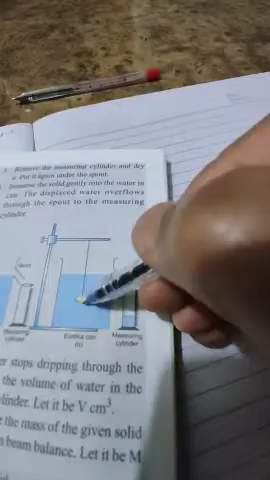 3. Remove the measuring cylinder and dry
Put it again under the spout.
Immerse the solid gently into the water in
can. The displaced water overflows
through the spout to the measuring
cylinder.
Measuring
cylinder
Eureka can
(b)
Measuring
cylinder
er stops dripping through the
the volume of water in the
ylinder. Let it be V cm³.
e the mass of the given solid
beam balance. Let it be M